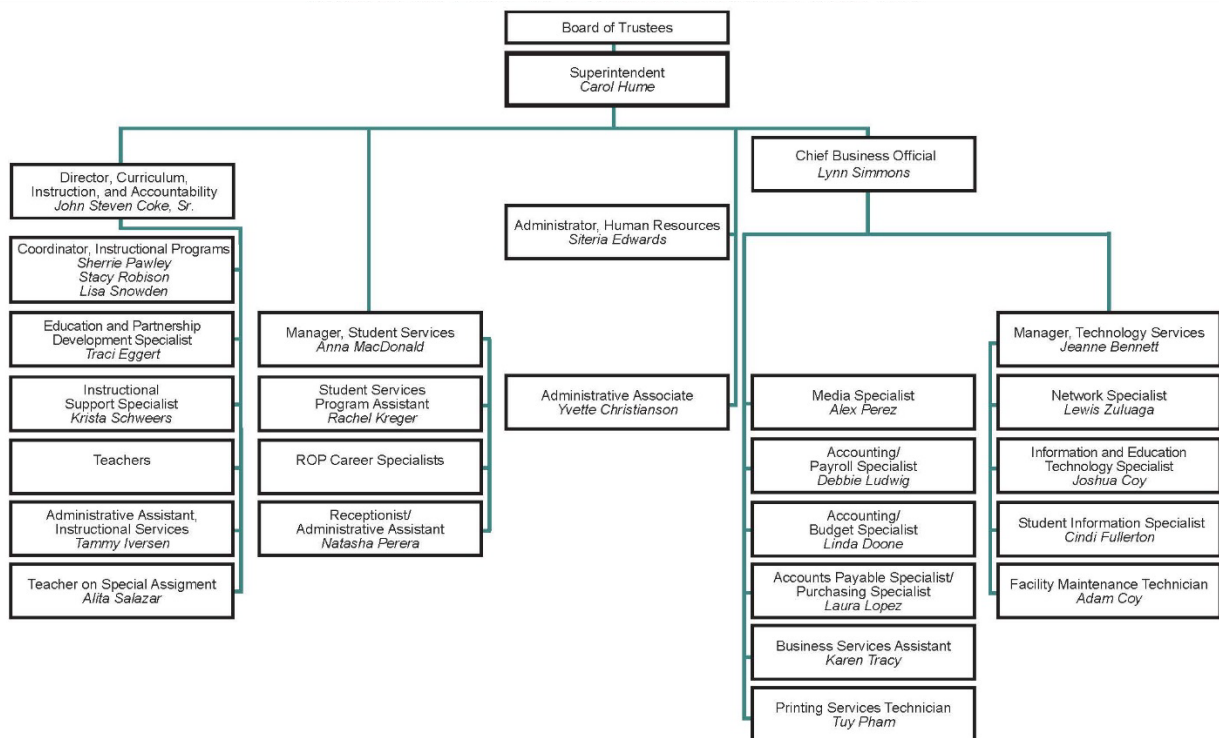 Board of Trustees
Superintendent
Carol Hume
Director, Curriculum,
Instruction, and Accountability
John Steven Coke, Sr.
Coordinator, Instructional Programs
Sherrie Pawley
Stacy Robison
Lisa Snowden
Education and Partnership
Development Specialist
Traci Eggert
Instructional
Support Specialist
Krista Schweers
Teachers
Administrative Assistant,
Instructional Services
Tammy Iversen
Teacher on Special Assigment
Alita Salazar
Manager, Student Services
Anna MacDonald
Student Services
Program Assistant
Rachel Kreger
ROP Career Specialists
Receptionist/
Administrative Assistant
Natasha Perera
Administrator, Human Resources
Siteria Edwards
Administrative Associate
Yvette Christianson
Chief Business Official
Lynn Simmons
Media Specialist
Alex Perez
Accounting/
Payroll Specialist
Debbie Ludwig
Accounting/
Budget Specialist
Linda Doone
Accounts Payable Specialist/
Purchasing Specialist
Laura Lopez
Business Services Assistant
Karen Tracy
Printing Services Technician
Tuy Pham
Manager, Technology Services
Jeanne Bennett
Network Specialist
Lewis Zuluaga
Information and Education
Technology Specialist
Joshua Coy
Student Information Specialist
Cindi Fullerton
Facility Maintenance Technician
Adam Coy